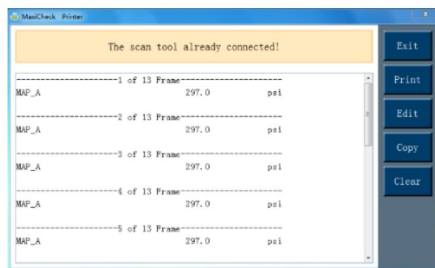 MaxiCheck Printer
The scan tool already connected!
--------------------1 of 13 Frame--------------------
MAP_A 297.0 psi
--------------------2 of 13 Frame--------------------
MAP_A 297.0 psi
--------------------3 of 13 Frame--------------------
MAP_A 297.0 psi
--------------------4 of 13 Frame--------------------
MAP_A 297.0 psi
--------------------5 of 13 Frame--------------------
MAP_A 297.0 psi
Exit
Print
Edit
Copy
Clear